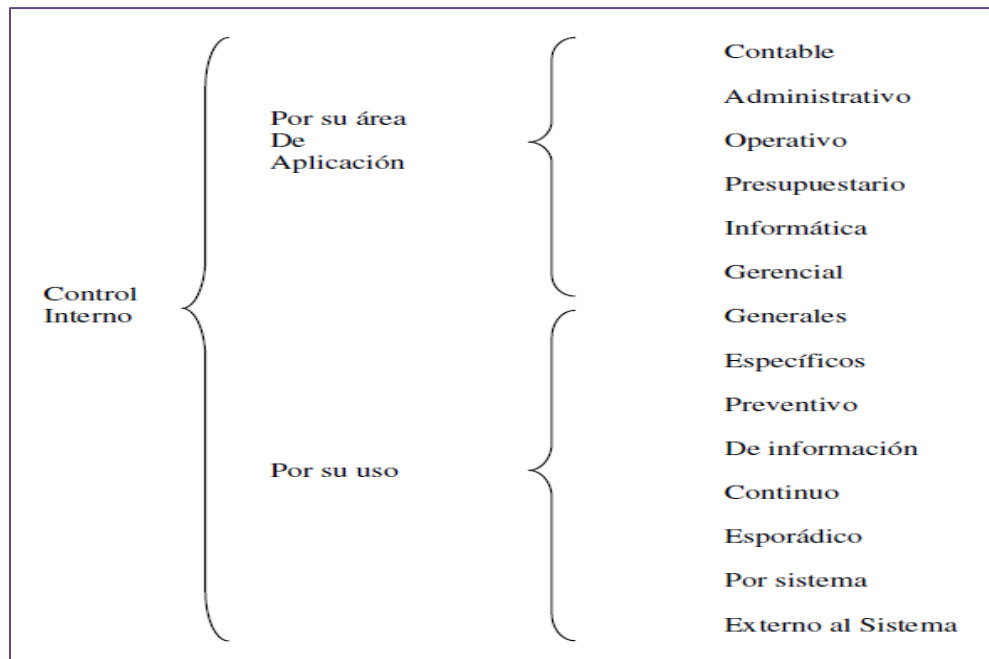 Control
Interno
Por su área
De
Aplicación
Contable
Administrativo
Operativo
Presupuestario
Informática
Gerencial
Por su uso
Generales
Específicos
Preventivo
De información
Continuo
Esporádico
Por sistema
Externo al Sistema